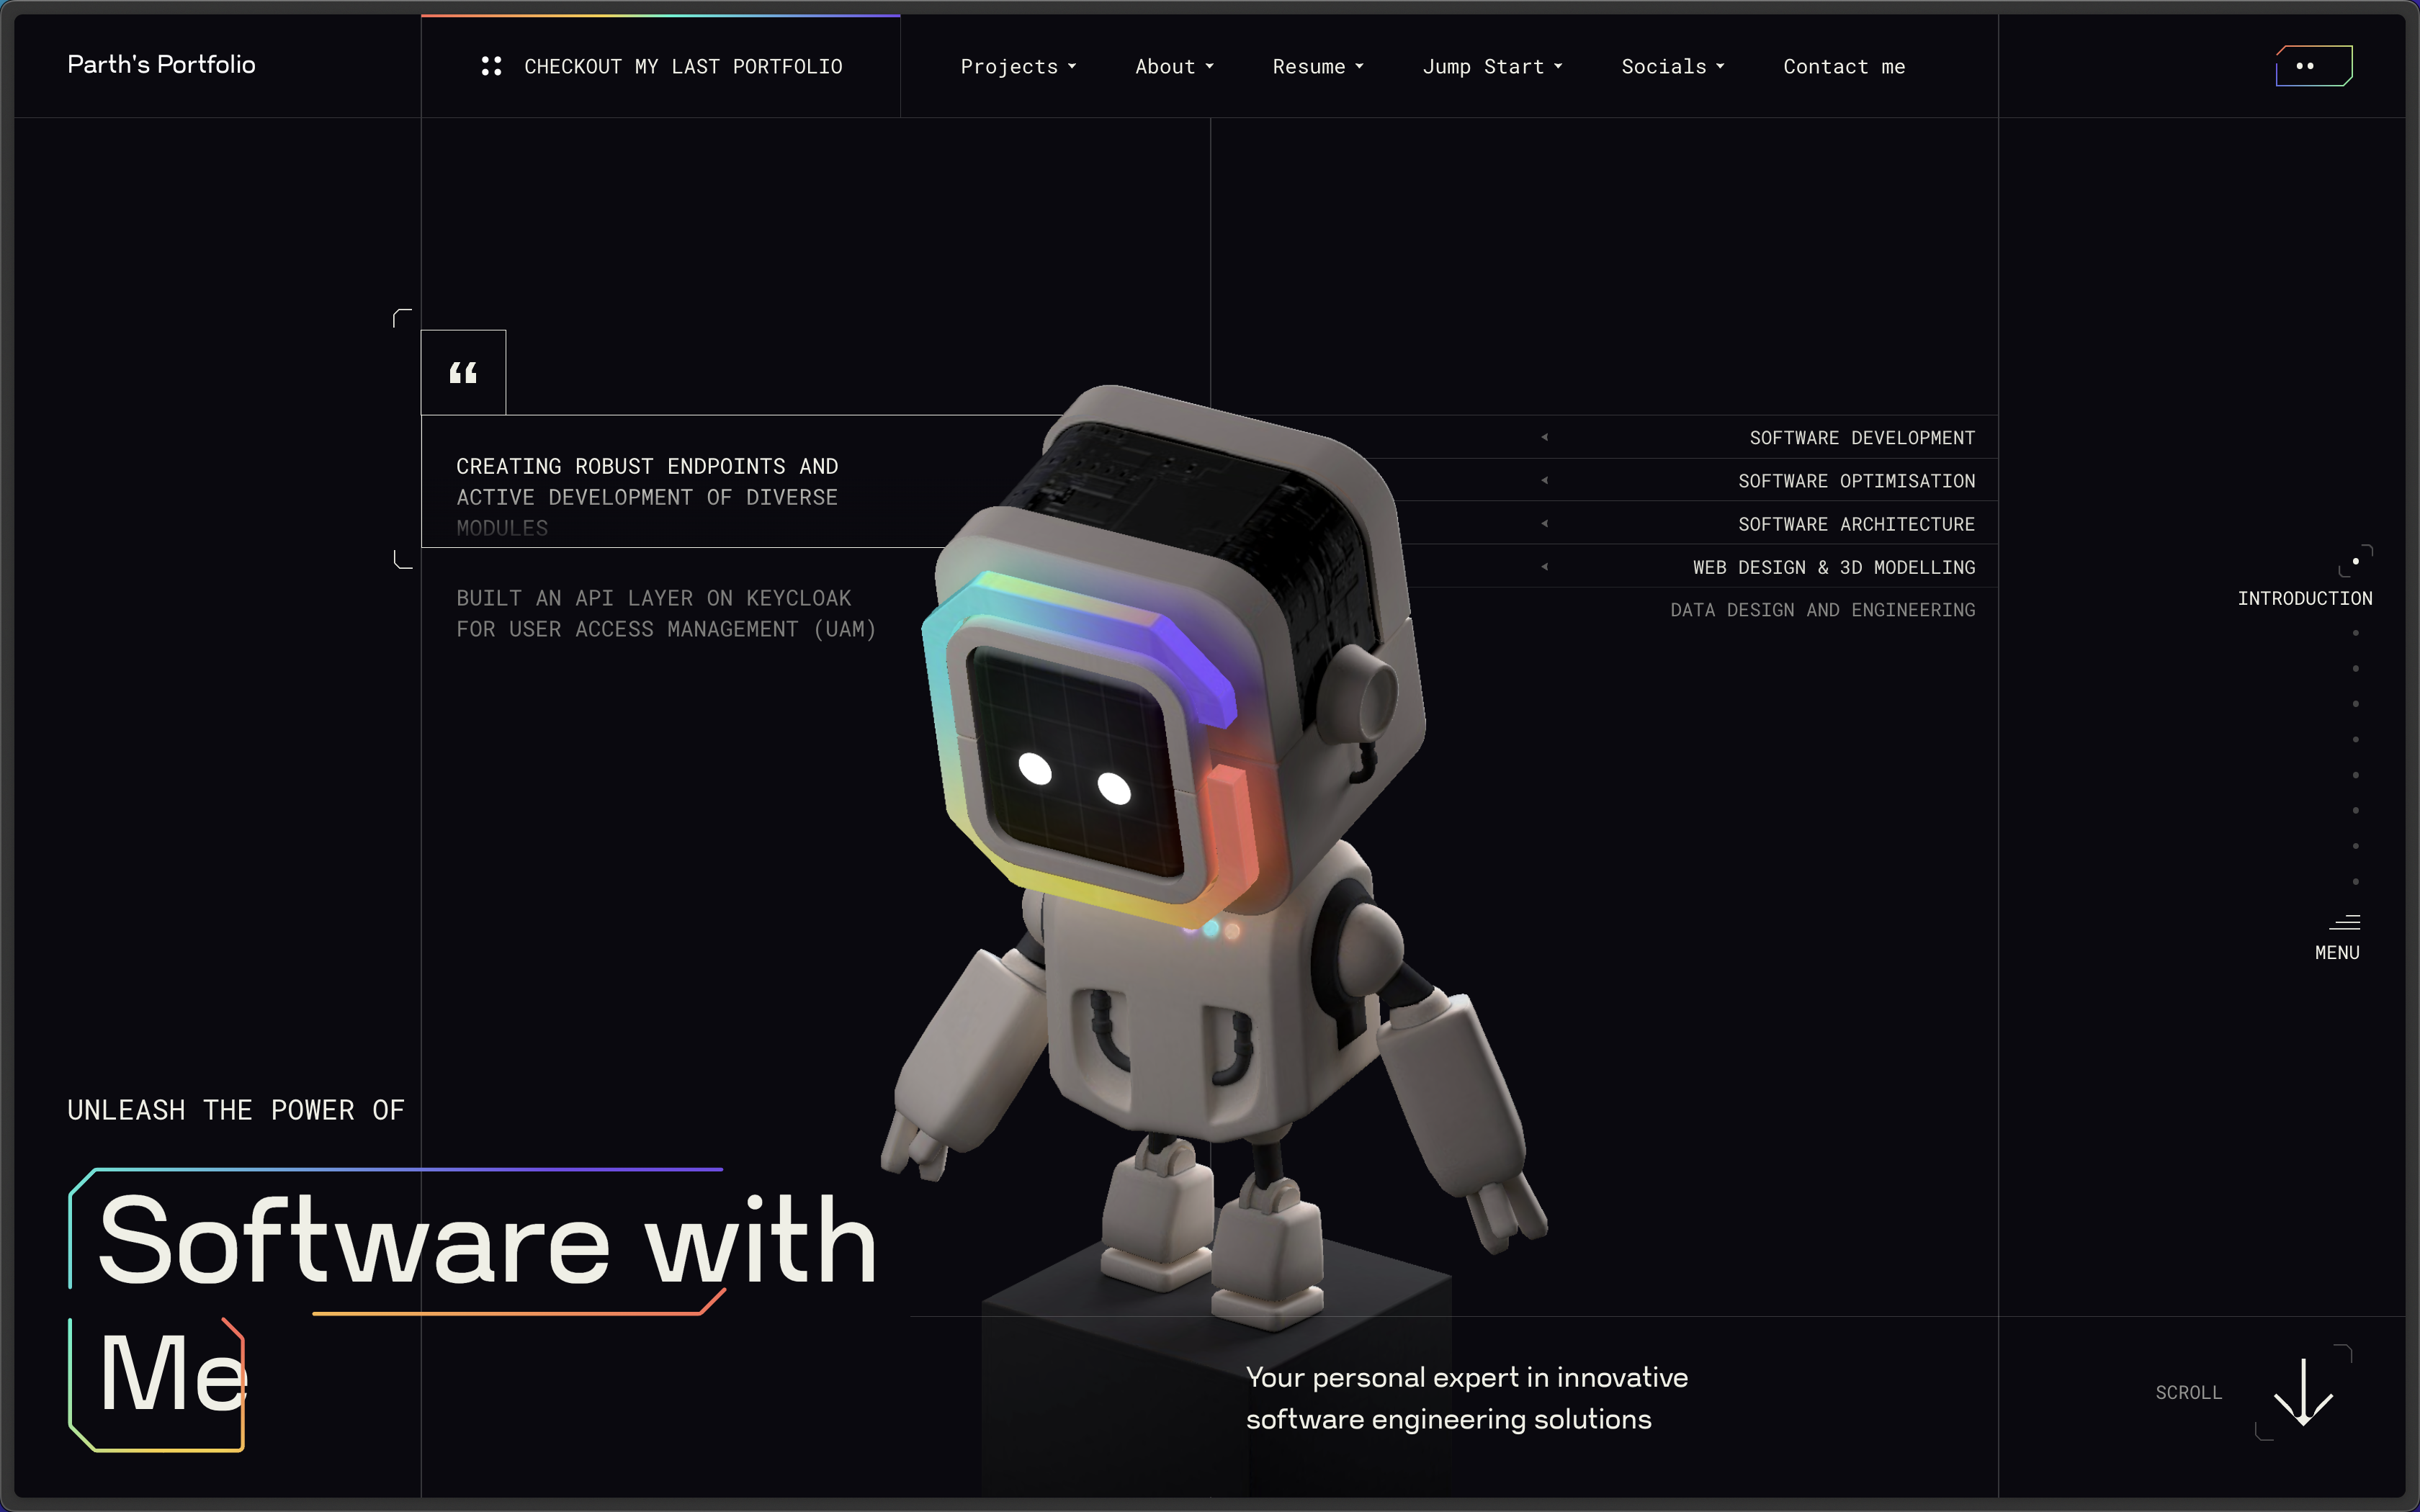 Parth's Portfolio
CHECKOUT MY LAST PORTFOLIO
Projects
About
Resume
Jump Start
Socials
Contact me
“
CREATING ROBUST ENDPOINTS AND
ACTIVE DEVELOPMENT OF DIVERSE
MODULES
BUILT AN API LAYER ON KEYCLOAK
FOR USER ACCESS MANAGEMENT (UAM)
SOFTWARE DEVELOPMENT
SOFTWARE OPTIMISATION
SOFTWARE ARCHITECTURE
WEB DESIGN & 3D MODELLING
DATA DESIGN AND ENGINEERING
INTRODUCTION
MENU
UNLEASH THE POWER OF
Software with
Me
Your personal expert in innovative
software engineering solutions
SCROLL